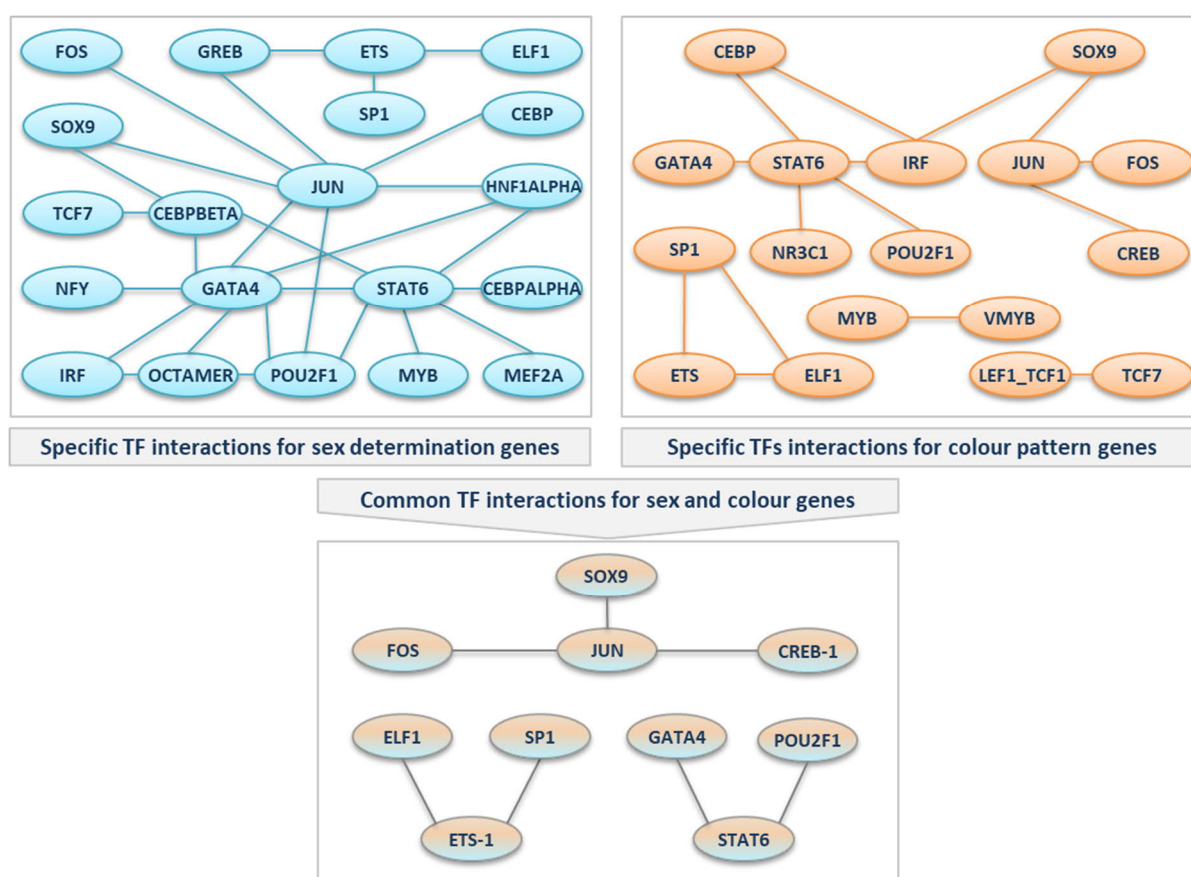 FOS
GREB
ETS
ELF1
SP1
CEBP
SOX9
JUN
HNF1ALPHA
TCF7
CEBPBETA
NFY
GATA4
STAT6
CEBPALPHA
IRF
OCTAMER
POU2F1
MYB
MEF2A
Specific TF interactions for sex determination genes
CEBP
SOX9
GATA4
STAT6
IRF
JUN
FOS
SP1
NR3C1
POU2F1
CREB
MYB
VMYB
ETS
ELF1
LEF1_TCF1
TCF7
Specific TFs interactions for colour pattern genes
Common TF interactions for sex and colour genes
SOX9
FOS
JUN
CREB-1
ELF1
SP1
GATA4
POU2F1
ETS-1
STAT6